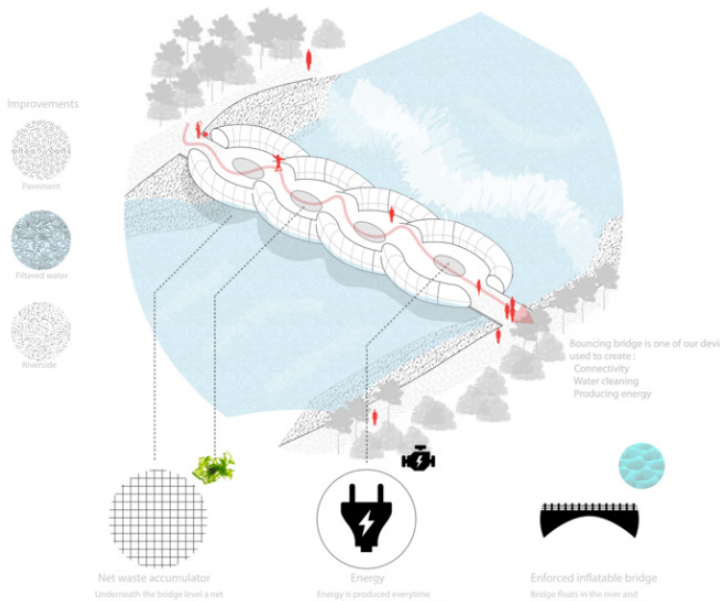 Improvements
Pavement
Filtered water
Riverside
Bouncing bridge is one of our devi
used to create :
Connectivity
Water cleaning
Producing energy
Net waste accumulator
Underneath the bridge level a net
Energy
Energy is produced everytime
Enforced inflatable bridge
Bridge floats in the river and